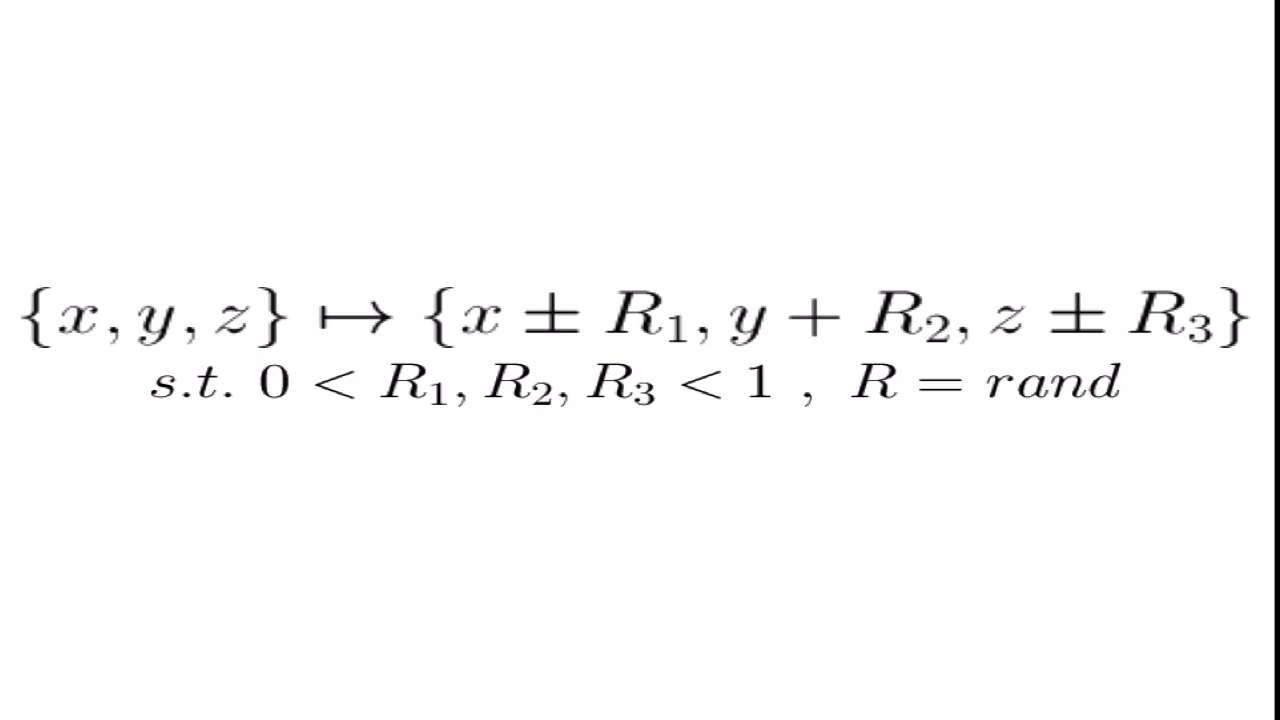 {x, y, z} ↦ {x ± R₁, y + R₂, z ± R₃}
s.t. 0 < R₁, R₂, R₃ < 1 , R = rand